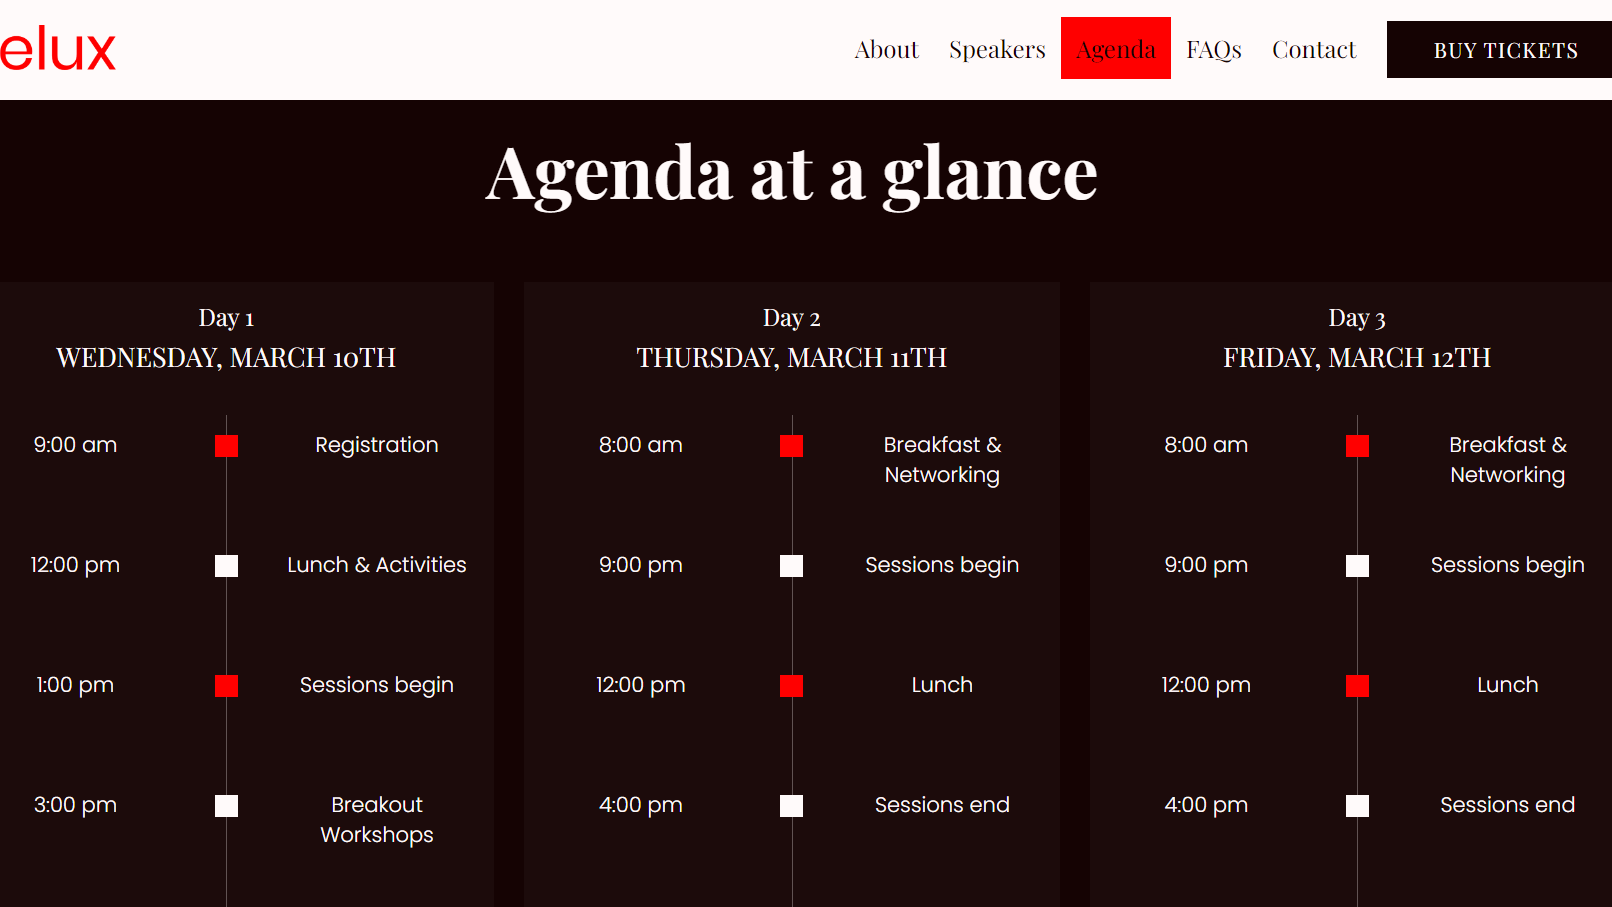 elux
About Speakers Agenda FAQs Contact BUY TICKETS
Agenda at a glance
Day 1
WEDNESDAY, MARCH 10TH
9:00 am Registration
12:00 pm Lunch & Activities
1:00 pm Sessions begin
3:00 pm Breakout
Workshops
Day 2
THURSDAY, MARCH 11TH
8:00 am Breakfast &
Networking
9:00 pm Sessions begin
12:00 pm Lunch
4:00 pm Sessions end
Day 3
FRIDAY, MARCH 12TH
8:00 am Breakfast &
Networking
9:00 pm Sessions begin
12:00 pm Lunch
4:00 pm Sessions end